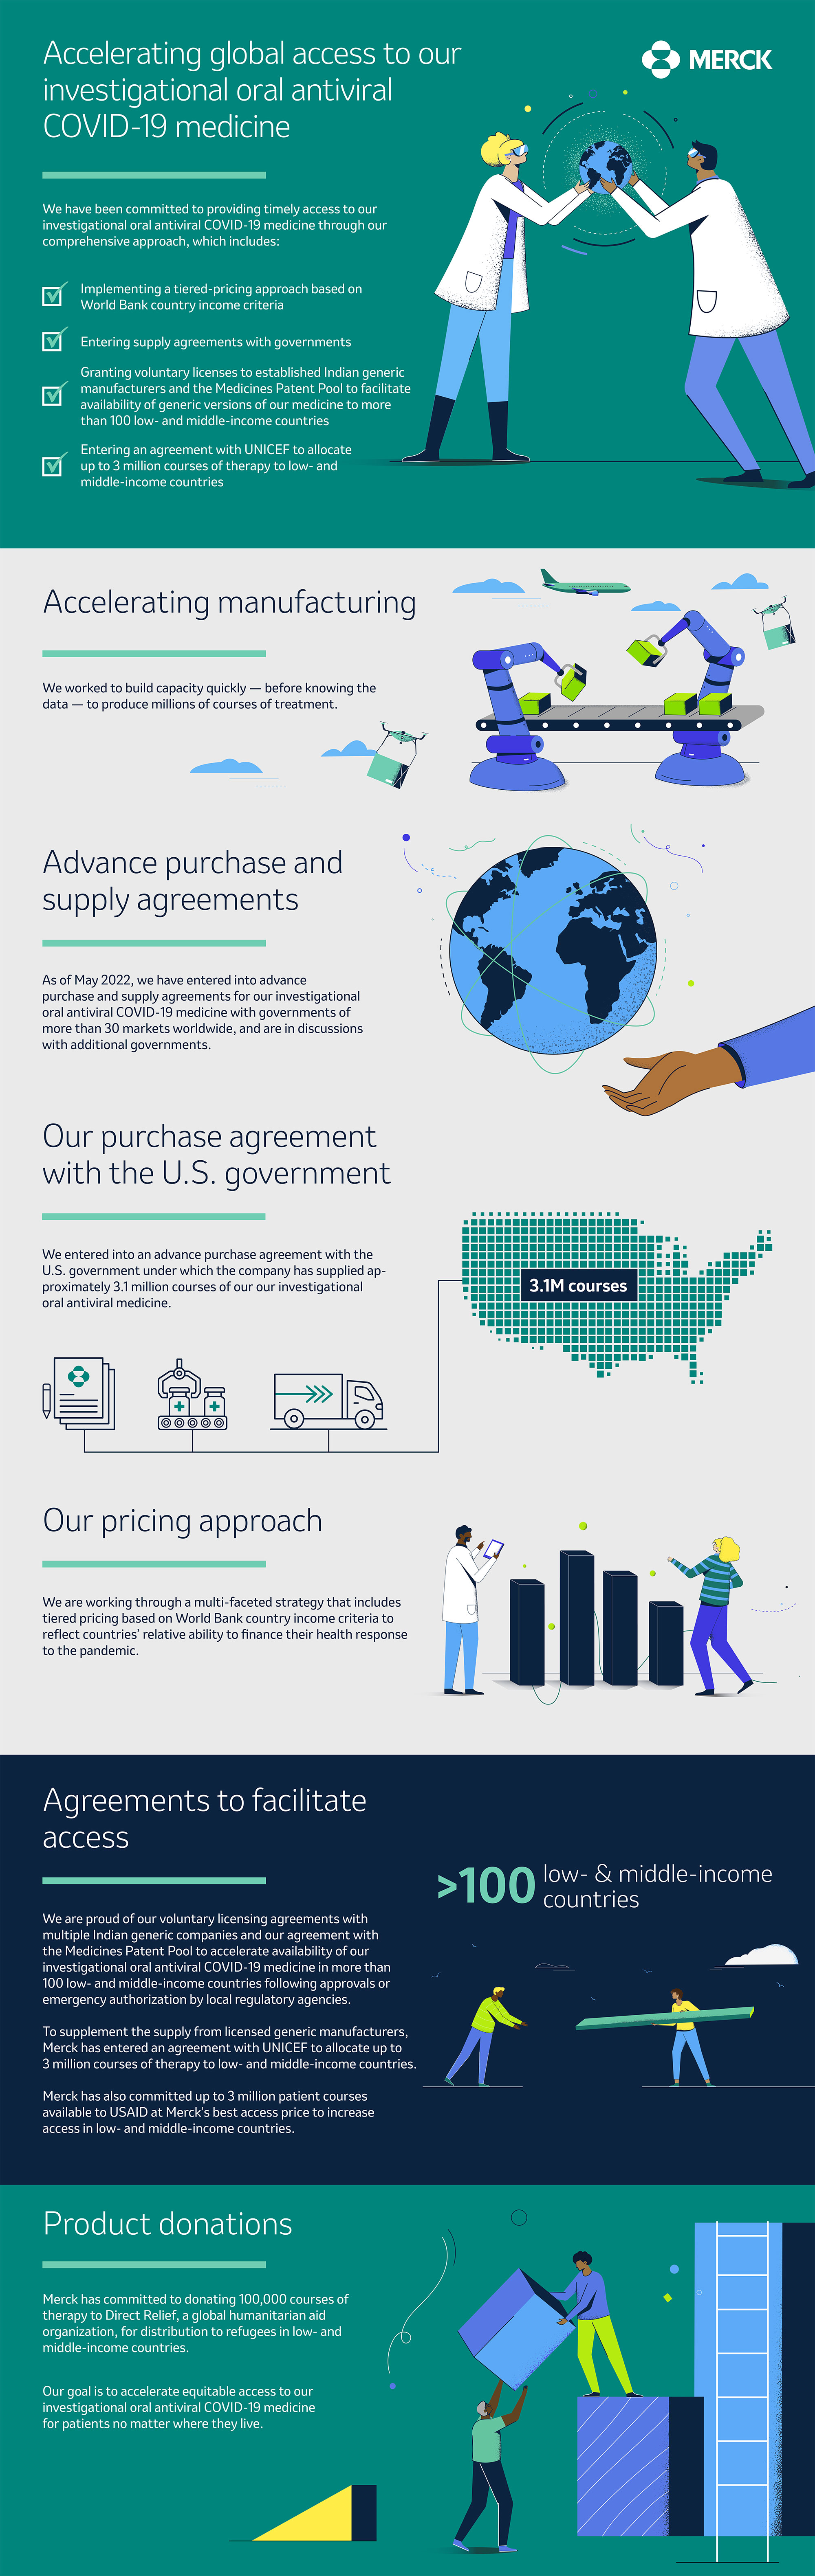 Accelerating global access to our
investigational oral antiviral
COVID-19 medicine
MERCK
We have been committed to providing timely access to our
investigational oral antiviral COVID-19 medicine through our
comprehensive approach, which includes:
Implementing a tiered-pricing approach based on
World Bank country income criteria
Entering supply agreements with governments
Granting voluntary licenses to established Indian generic
manufacturers and the Medicines Patent Pool to facilitate
availability of generic versions of our medicine to more
than 100 low- and middle-income countries
Entering an agreement with UNICEF to allocate
up to 3 million courses of therapy to low- and
middle-income countries
Accelerating manufacturing
We worked to build capacity quickly — before knowing the
data — to produce millions of courses of treatment.
Advance purchase and
supply agreements
As of May 2022, we have entered into advance
purchase and supply agreements for our investigational
oral antiviral COVID-19 medicine with governments of
more than 30 markets worldwide, and are in discussions
with additional governments.
Our purchase agreement
with the U.S. government
We entered into an advance purchase agreement with the
U.S. government under which the company has supplied ap-
proximately 3.1 million courses of our our investigational
oral antiviral medicine.
3.1M courses
Our pricing approach
We are working through a multi-faceted strategy that includes
tiered pricing based on World Bank country income criteria to
reflect countries' relative ability to finance their health response
to the pandemic.
Agreements to facilitate
access
>100 low- & middle-income
countries
We are proud of our voluntary licensing agreements with
multiple Indian generic companies and our agreement with
the Medicines Patent Pool to accelerate availability of our
investigational oral antiviral COVID-19 medicine in more than
100 low- and middle-income countries following approvals or
emergency authorization by local regulatory agencies.
To supplement the supply from licensed generic manufacturers,
Merck has entered an agreement with UNICEF to allocate up to
3 million courses of therapy to low- and middle-income countries.
Merck has also committed up to 3 million patient courses
available to USAID at Merck's best access price to increase
access in low- and middle-income countries.
Product donations
Merck has committed to donating 100,000 courses of
therapy to Direct Relief, a global humanitarian aid
organization, for distribution to refugees in low- and
middle-income countries.
Our goal is to accelerate equitable access to our
investigational oral antiviral COVID-19 medicine
for patients no matter where they live.